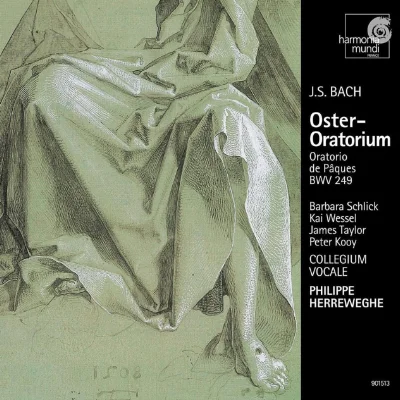 harmonia
mundi
FRANCE
J.S. BACH
Oster-
Oratorium
Oratorio
de Pâques
BWV 249
Barbara Schlick
Kai Wessel
James Taylor
Peter Kooy
COLLEGIUM
VOCALE
PHILIPPE
HERREWEGHE
901513